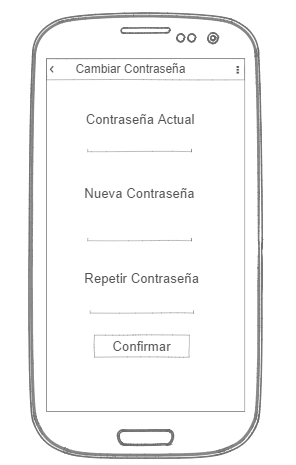 Cambiar Contraseña
Contraseña Actual
Nueva Contraseña
Repetir Contraseña
Confirmar